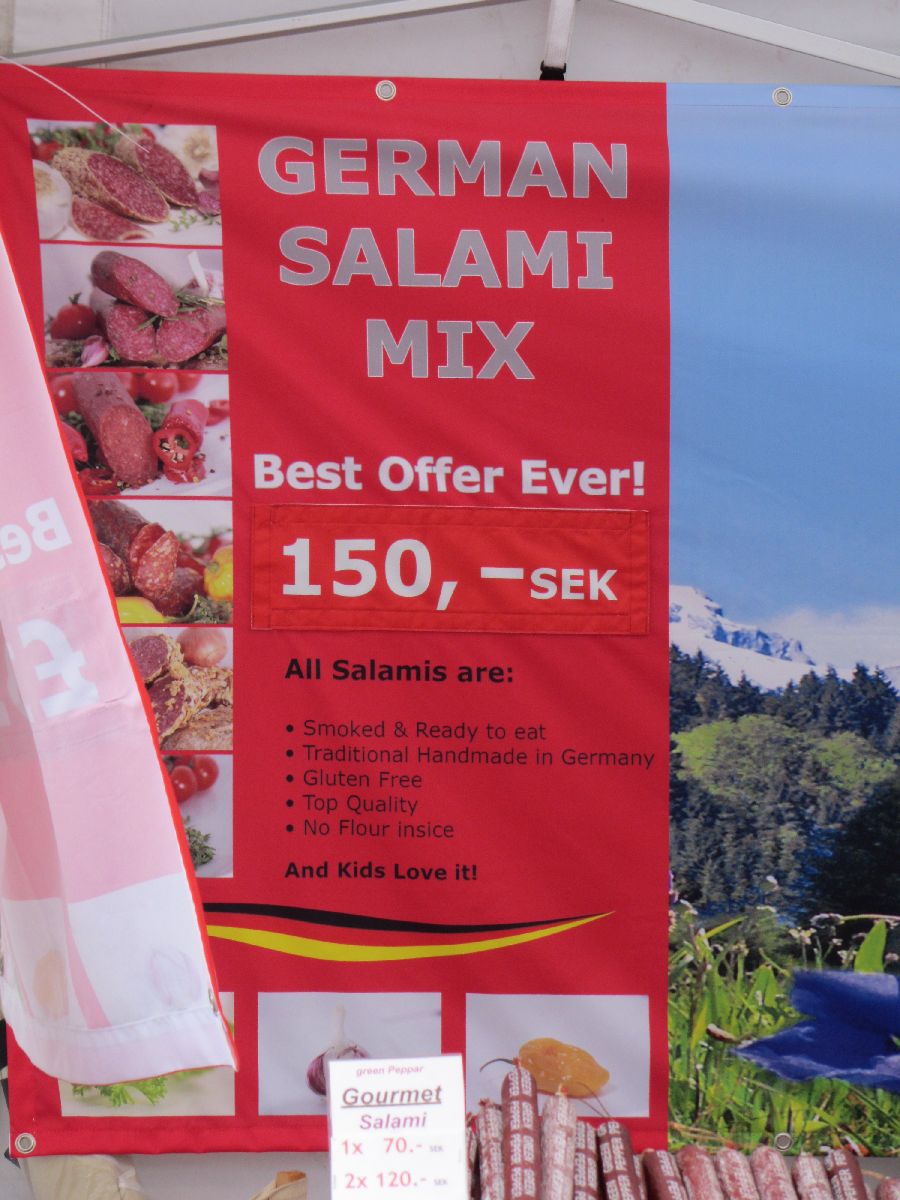 GERMAN
SALAMI
MIX
Best Offer Ever!
150, – SEK
All Salamis are:
• Smoked & Ready to eat
• Traditional Handmade in Germany
• Gluten Free
• Top Quality
• No Flour insice
And Kids Love it!
Be
£
green Peppar
Gourmet
Salami
1x 70.- SEK
2x 120.- SEK